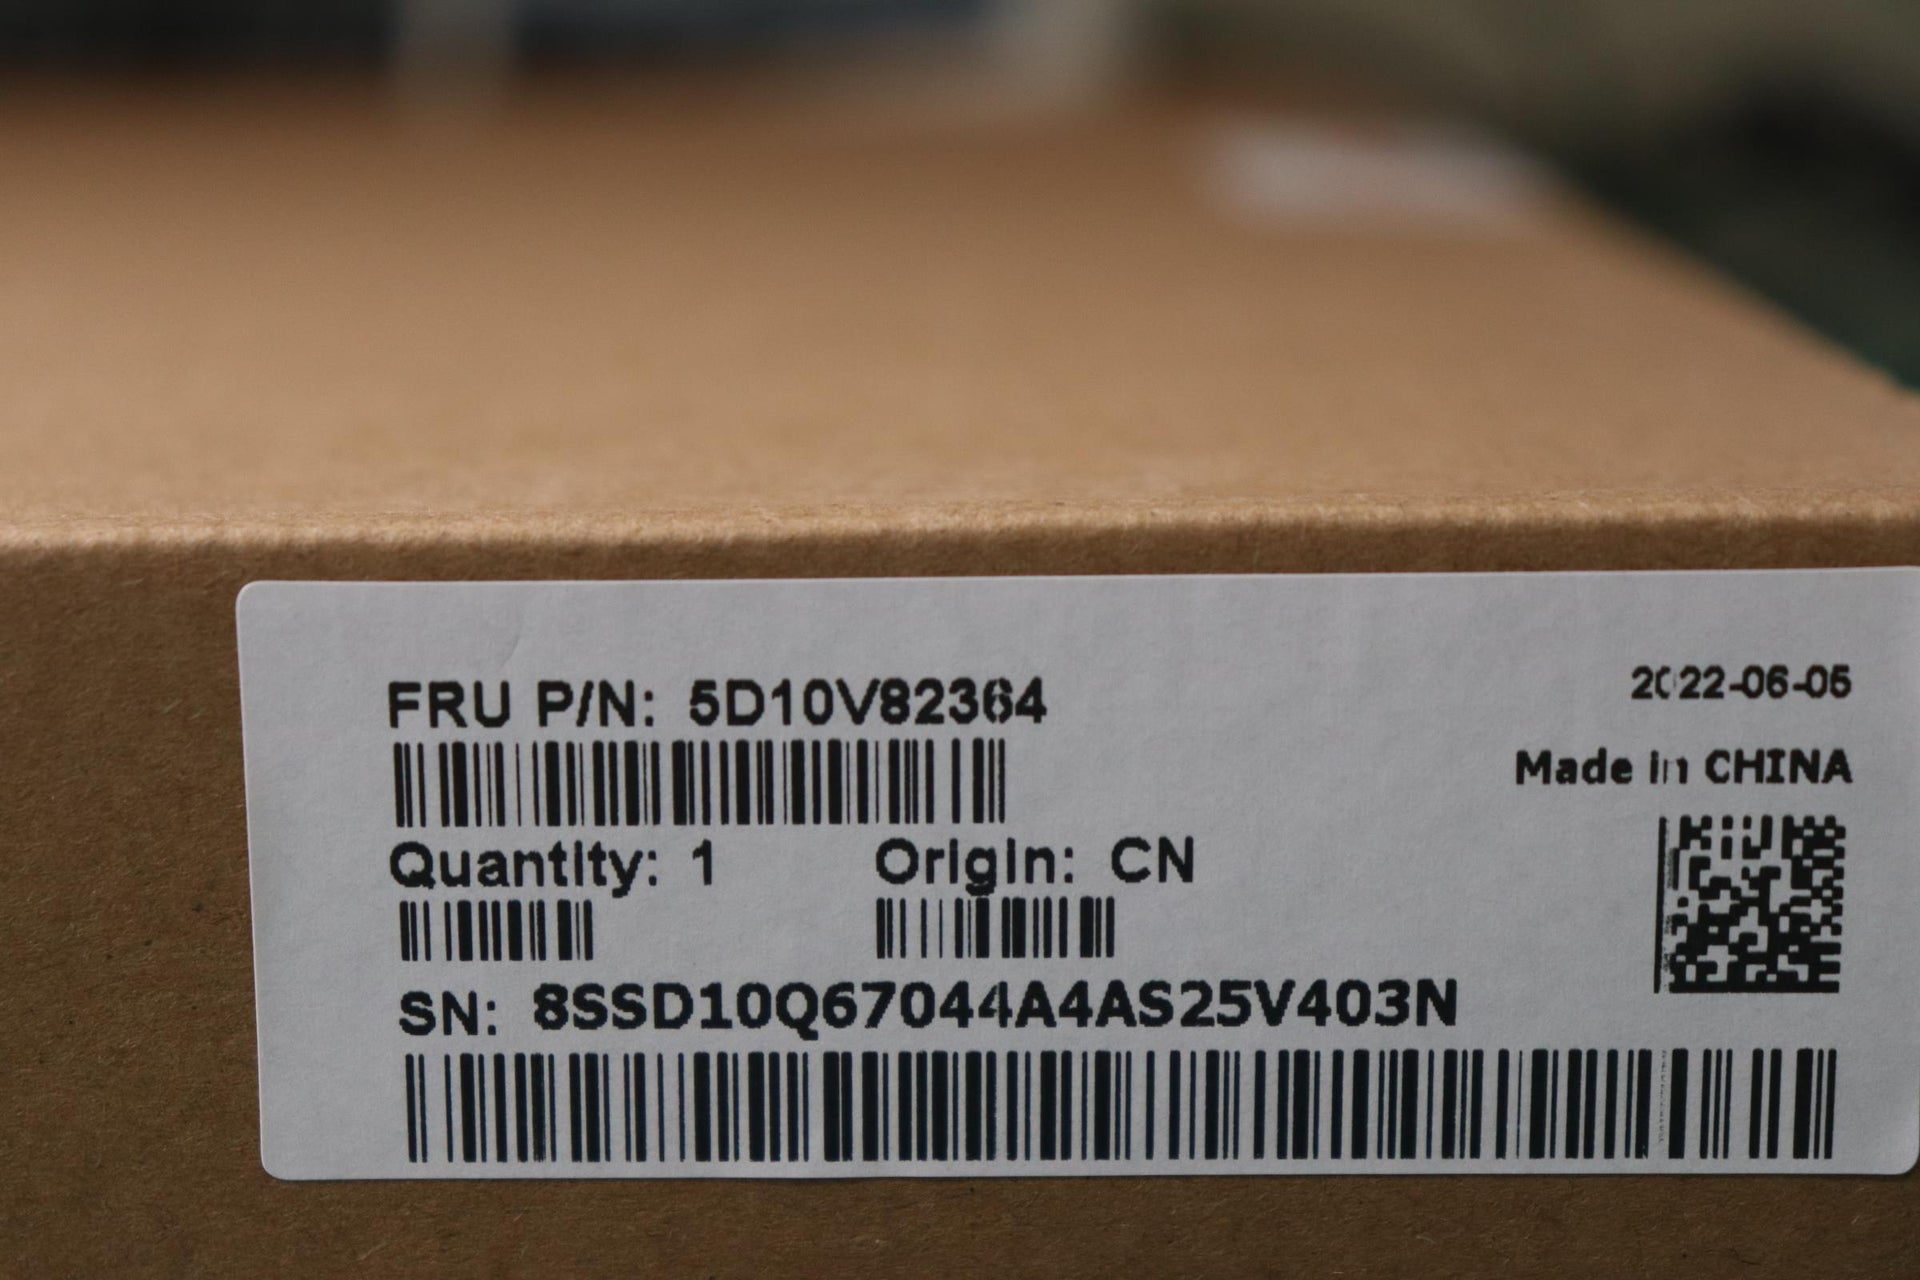 FRU P/N: 5D10V82364
2022-06-05
Made in CHINA
Quantity: 1
Origin: CN
SN: 8SSD10Q67044A4AS25V403N